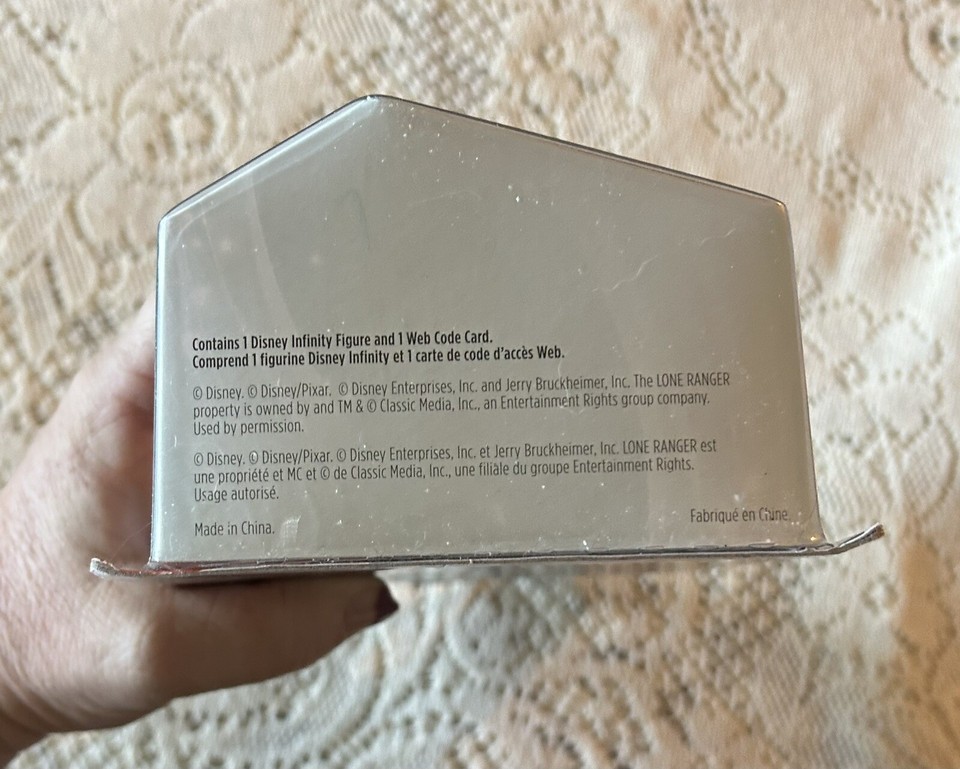 Contains 1 Disney Infinity Figure and 1 Web Code Card.
Comprend 1 figurine Disney Infinity et 1 carte de code d'accès Web.
© Disney. © Disney/Pixar. © Disney Enterprises, Inc. and Jerry Bruckheimer, Inc. The LONE RANGER
property is owned by and TM & © Classic Media, Inc., an Entertainment Rights group company.
Used by permission.
© Disney. © Disney/Pixar. © Disney Enterprises, Inc. et Jerry Bruckheimer, Inc. LONE RANGER est
une propriété et MC et © de Classic Media, Inc., une filiale du groupe Entertainment Rights.
Usage autorisé.
Made in China.
Fabriqué en Chine.